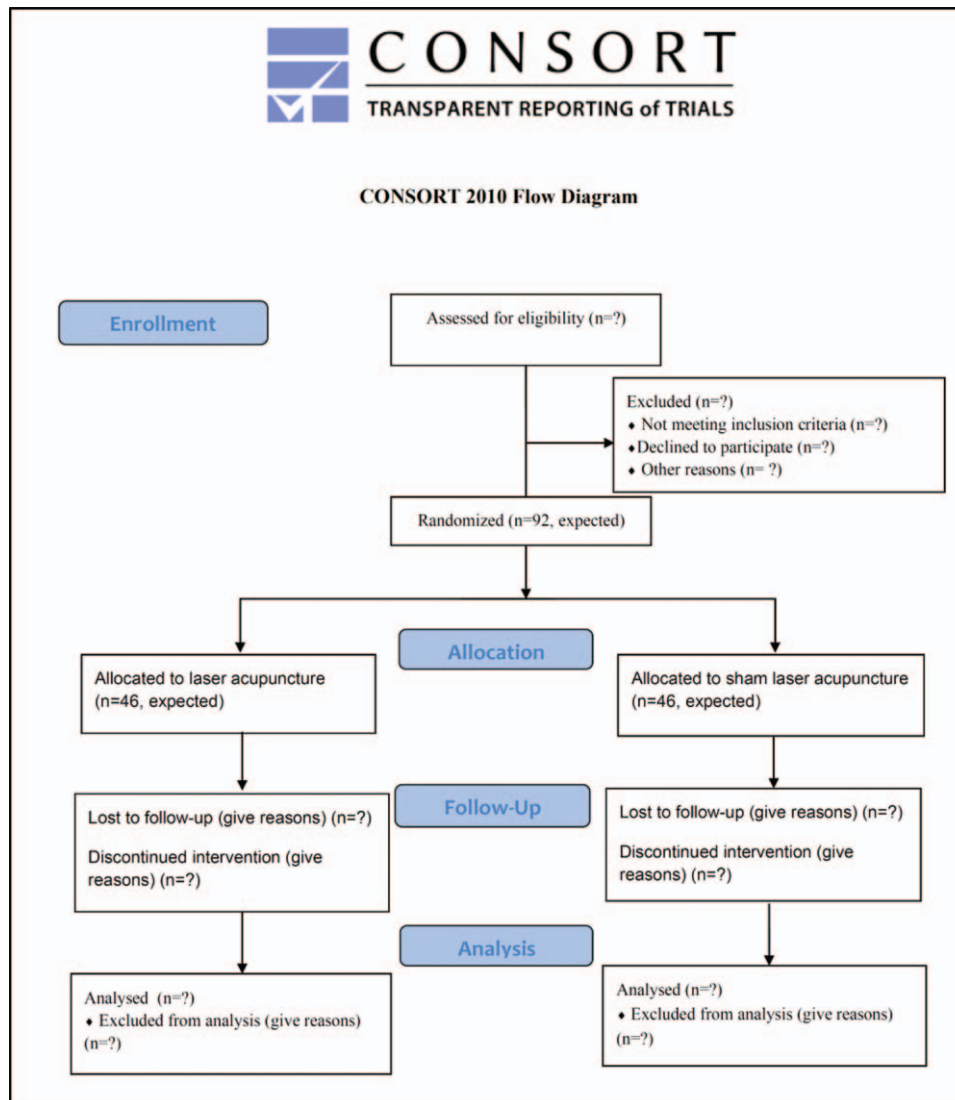 CONSORT
TRANSPARENT REPORTING of TRIALS
CONSORT 2010 Flow Diagram
Enrollment
Assessed for eligibility (n=?)
Excluded (n=?)
♦ Not meeting inclusion criteria (n=?)
♦Declined to participate (n=?)
♦ Other reasons (n= ?)
Randomized (n=92, expected)
Allocation
Allocated to laser acupuncture
(n=46, expected)
Allocated to sham laser acupuncture
(n=46, expected)
Follow-Up
Lost to follow-up (give reasons) (n=?)
Discontinued intervention (give
reasons) (n=?)
Lost to follow-up (give reasons) (n=?)
Discontinued intervention (give
reasons) (n=?)
Analysis
Analysed  (n=?)
♦ Excluded from analysis (give reasons)
(n=?)
Analysed (n=?)
♦ Excluded from analysis (give reasons)
(n=?)